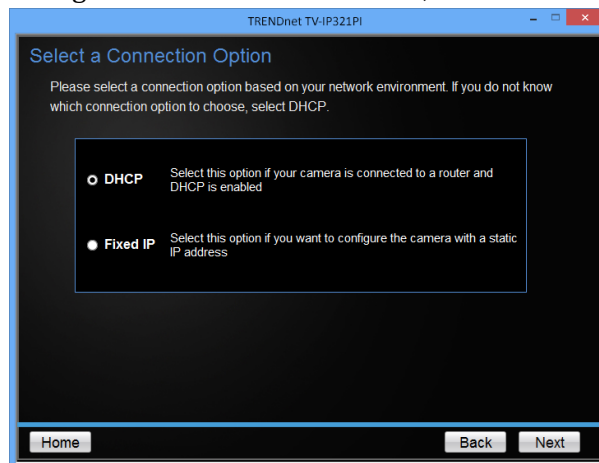 TRENDnet TV-IP321PI
Select a Connection Option
Please select a connection option based on your network environment. If you do not know
which connection option to choose, select DHCP.
DHCP
Select this option if your camera is connected to a router and
DHCP is enabled
Fixed IP
Select this option if you want to configure the camera with a static
IP address
Home
Back
Next